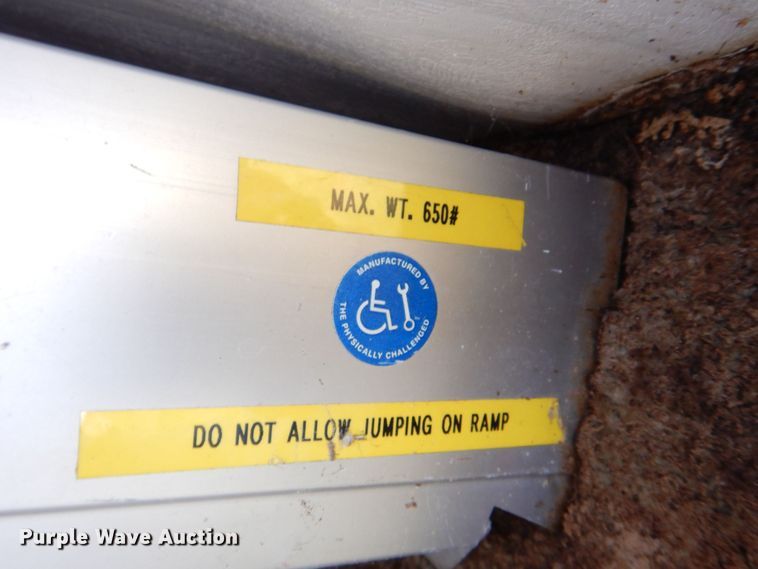 MAX. WT. 650#
MANUFACTURED BY
THE PHYSICALLY CHALLENGED
DO NOT ALLOW JUMPING ON RAMP
Purple Wave Auction